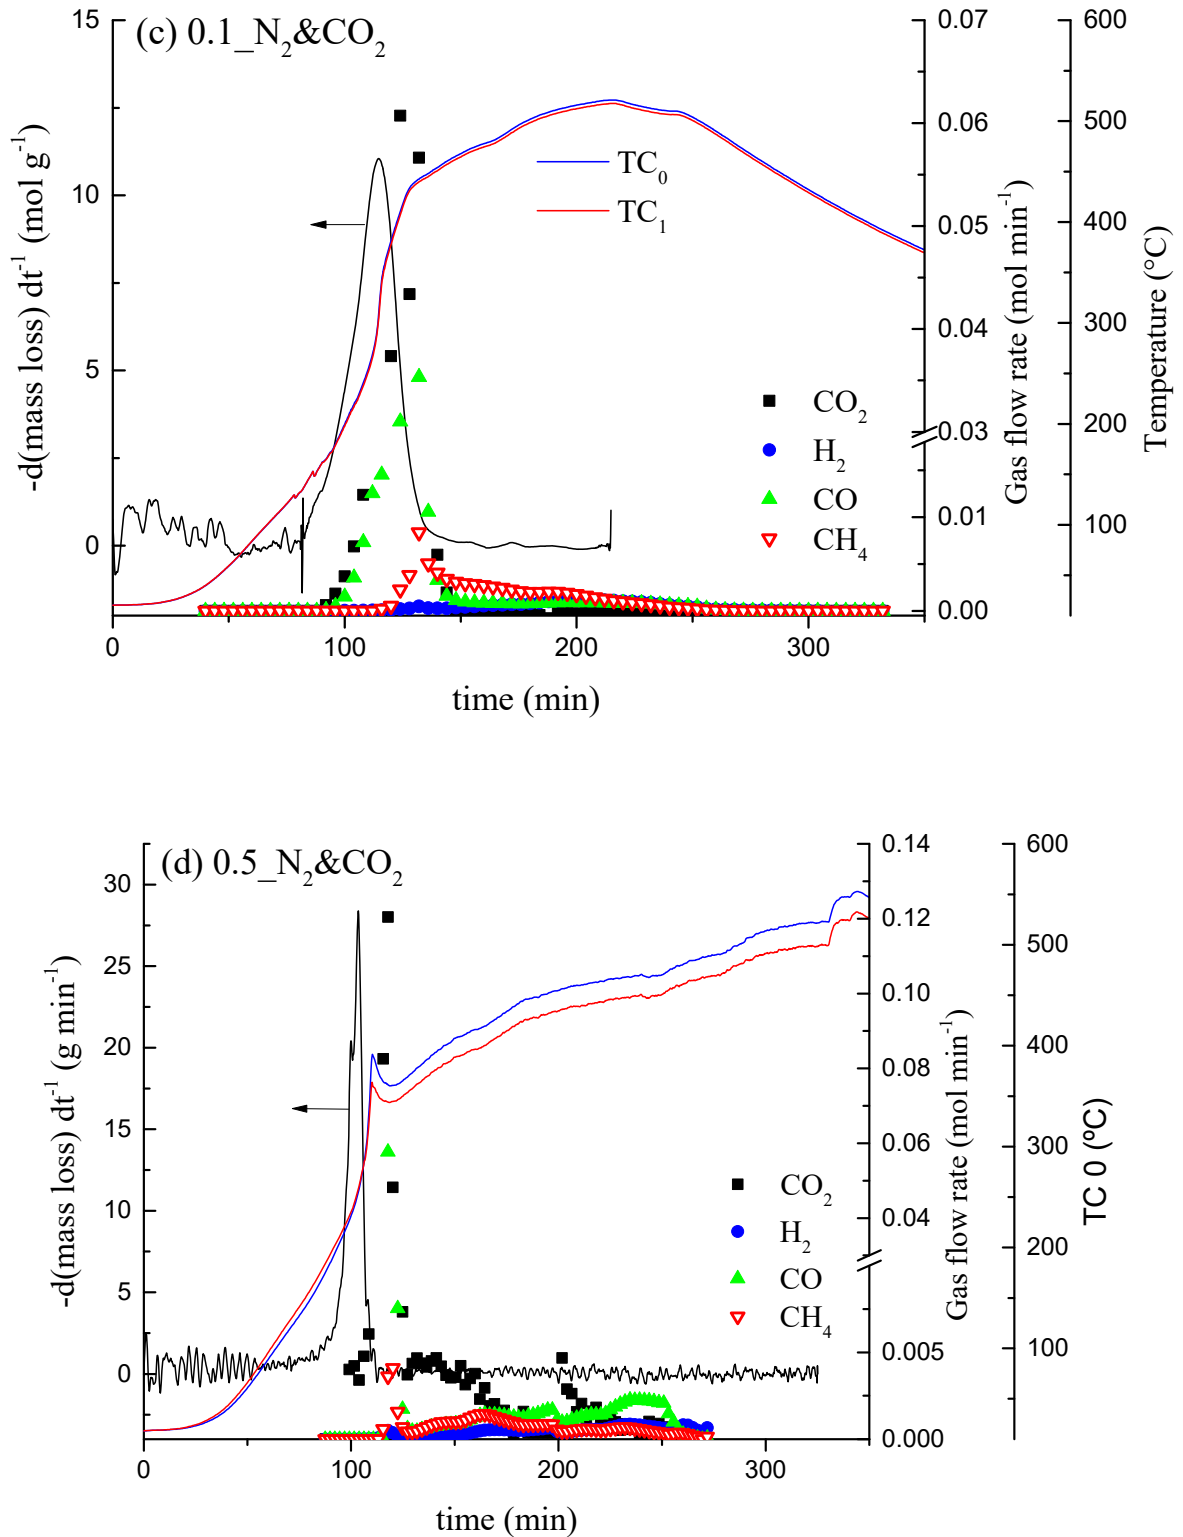 (c) 0.1_N₂&CO₂
-d(mass loss) dt⁻¹ (mol g⁻¹)
15
10
5
0
TC₀
TC₁
CO₂
H₂
CO
CH₄
0.07
0.06
0.05
0.04
0.03
0.01
0.00
Gas flow rate (mol min⁻¹)
600
500
400
300
200
100
Temperature (°C)
0 100 200 300
time (min)
(d) 0.5_N₂&CO₂
-d(mass loss) dt⁻¹ (g min⁻¹)
30
25
20
15
10
5
0
CO₂
H₂
CO
CH₄
0.14
0.12
0.10
0.08
0.06
0.04
0.005
0.000
Gas flow rate (mol min⁻¹)
600
500
400
300
200
100
TC 0 (ºC)
0 100 200 300
time (min)